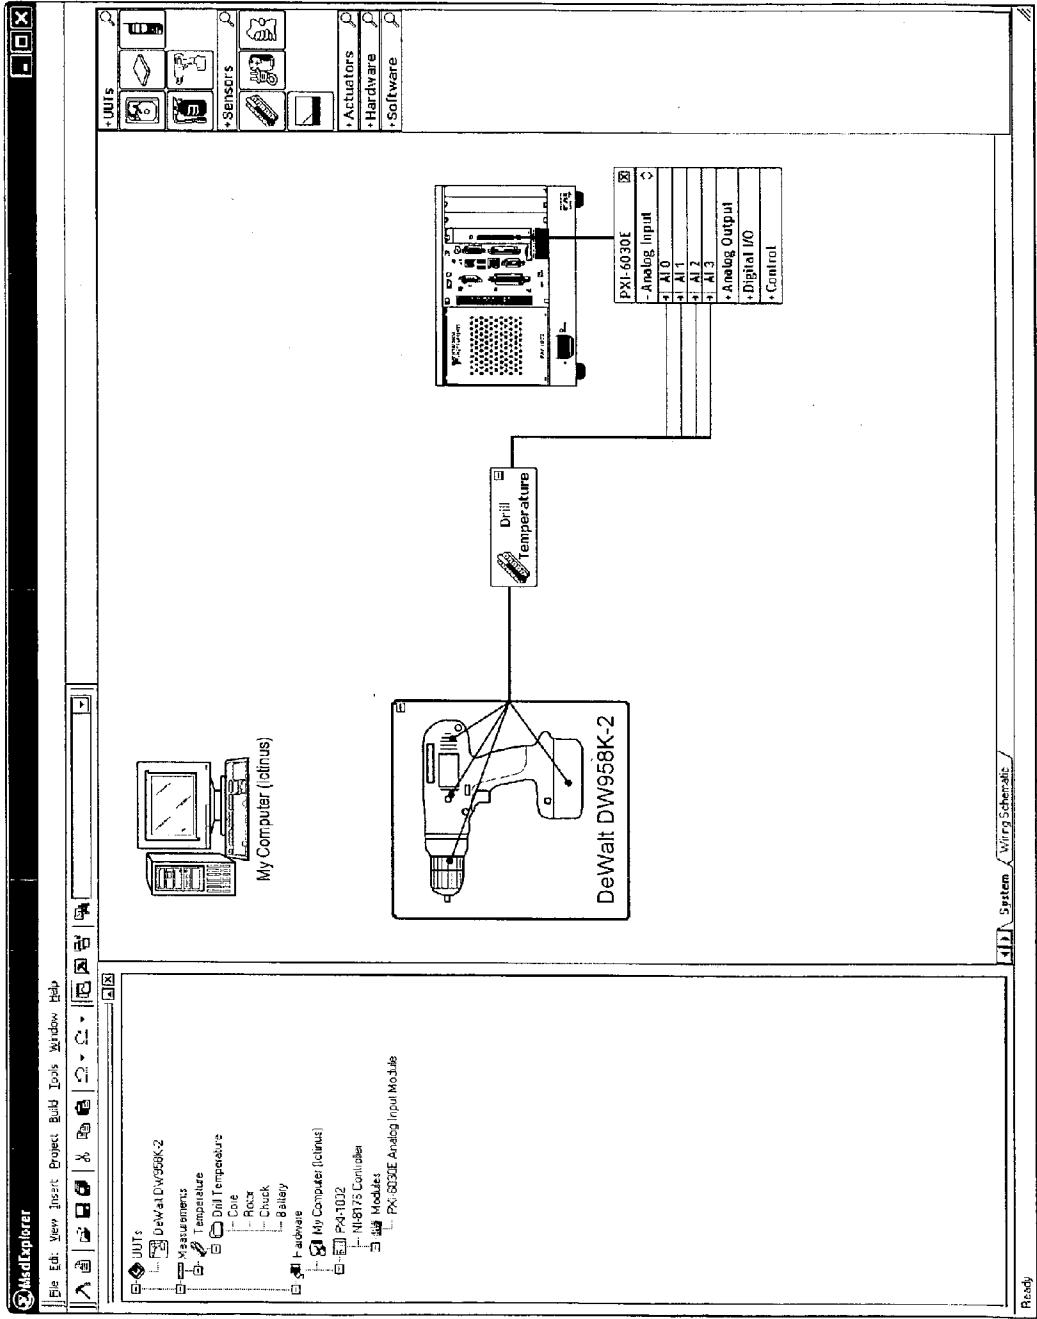 MsdExplorer
File Edit View Insert Project Build Tools Window Help
UUTs
DeWalt DW958K-2
Measurements
Temperature
Drill Temperature
Core
Rotor
Chuck
Battery
Hardware
My Computer (Ictinus)
PXI-1002
NI-8176 Controller
Modules
PXI-6030E Analog Input Module
My Computer (Ictinus)
DeWalt DW958K-2
Drill
Temperature
PXI-6030E
- Analog Input
AI 0
AI 1
AI 2
AI 3
+ Analog Output
+ Digital I/O
+ Control
+ UUTs
+ Sensors
+ Actuators
+ Hardware
+ Software
System
Wiring Schematic
Ready